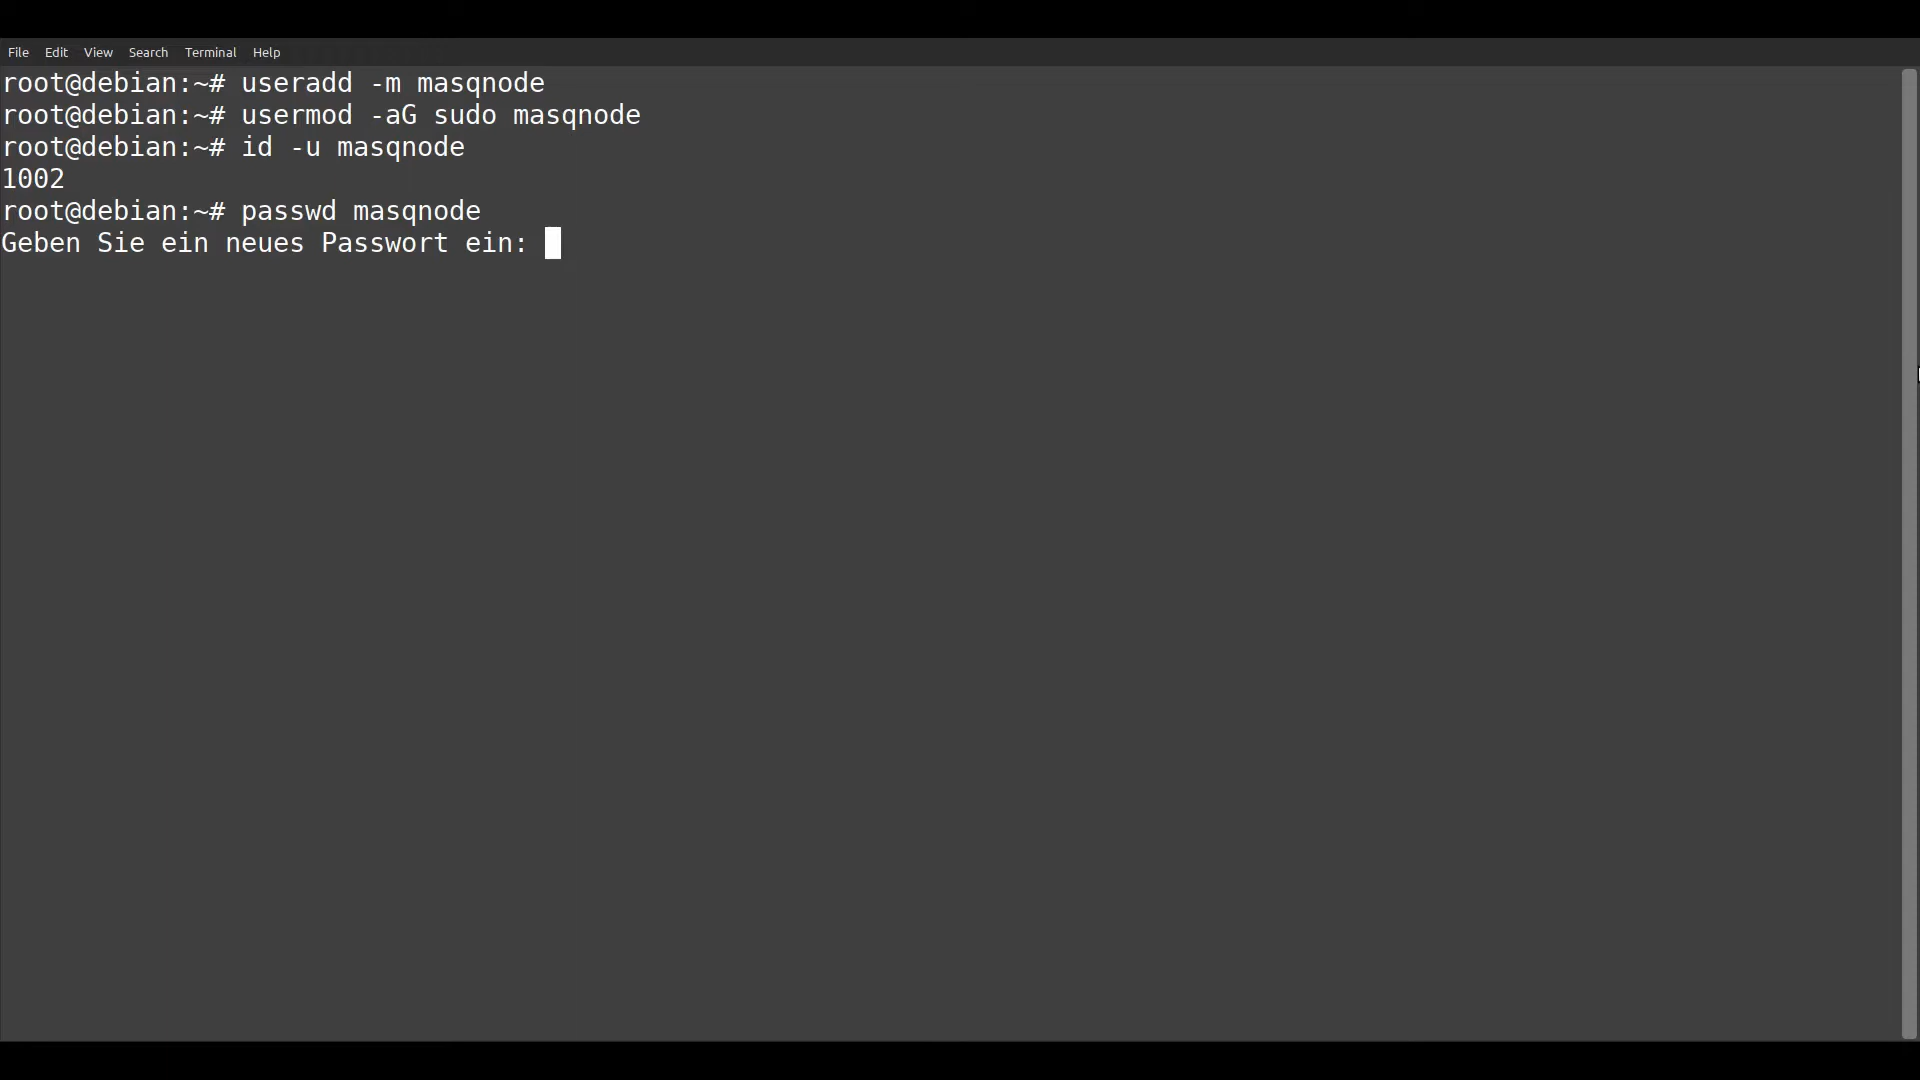 File Edit View Search Terminal Help
root@debian:~# useradd -m masqnode
root@debian:~# usermod -aG sudo masqnode
root@debian:~# id -u masqnode
1002
root@debian:~# passwd masqnode
Geben Sie ein neues Passwort ein: